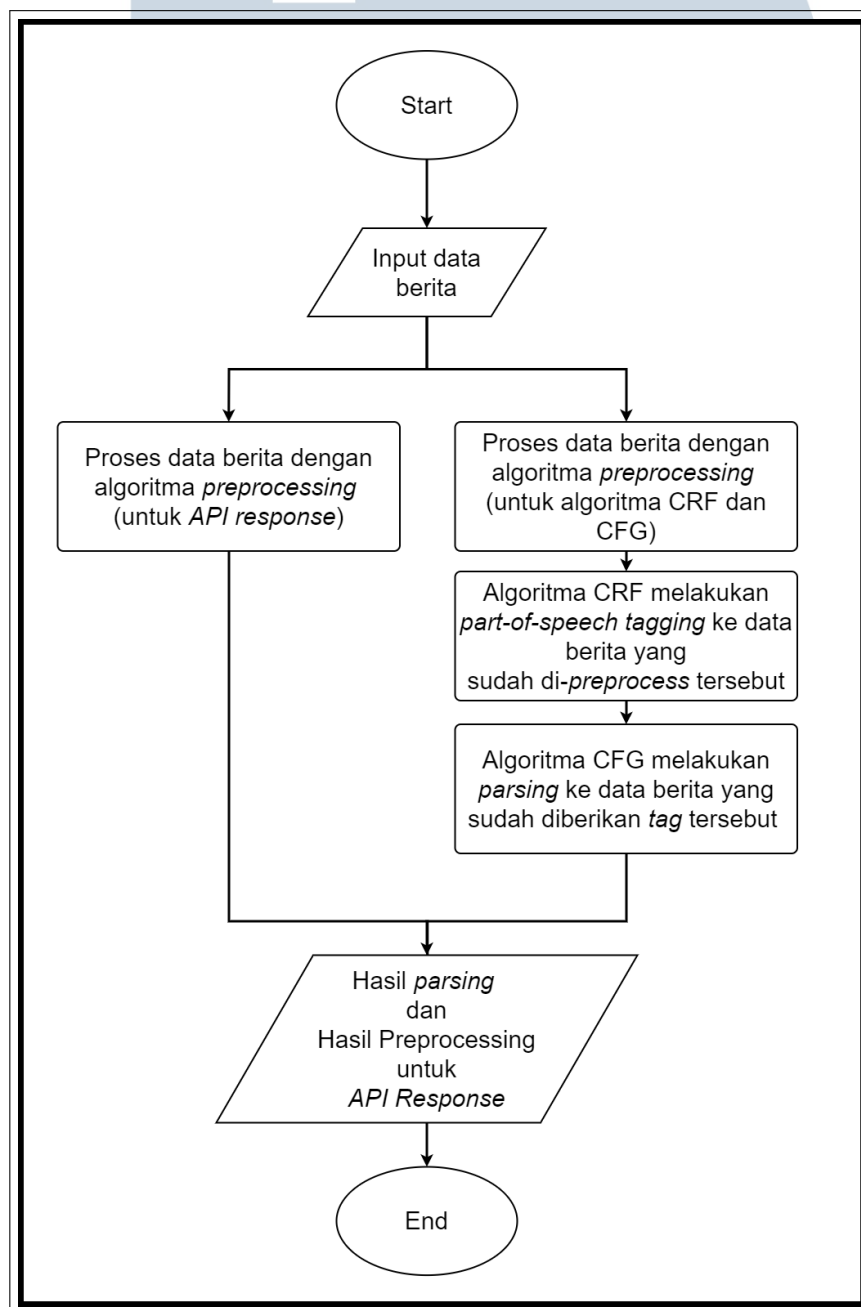 Start
Input data
berita
Proses data berita dengan
algoritma preprocessing
(untuk API response)
Proses data berita dengan
algoritma preprocessing
(untuk algoritma CRF dan
CFG)
Algoritma CRF melakukan
part-of-speech tagging ke data
berita yang
sudah di-preprocess tersebut
Algoritma CFG melakukan
parsing ke data berita yang
sudah diberikan tag tersebut
Hasil parsing
dan
Hasil Preprocessing
untuk
API Response
End